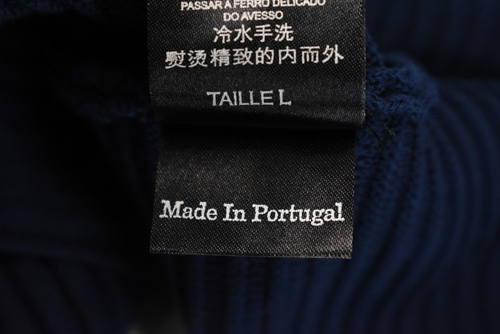 PASSAR A FERRO DELICADO
DO AVESSO
冷水手洗
熨烫精致的内而外
TAILLE L
Made In Portugal